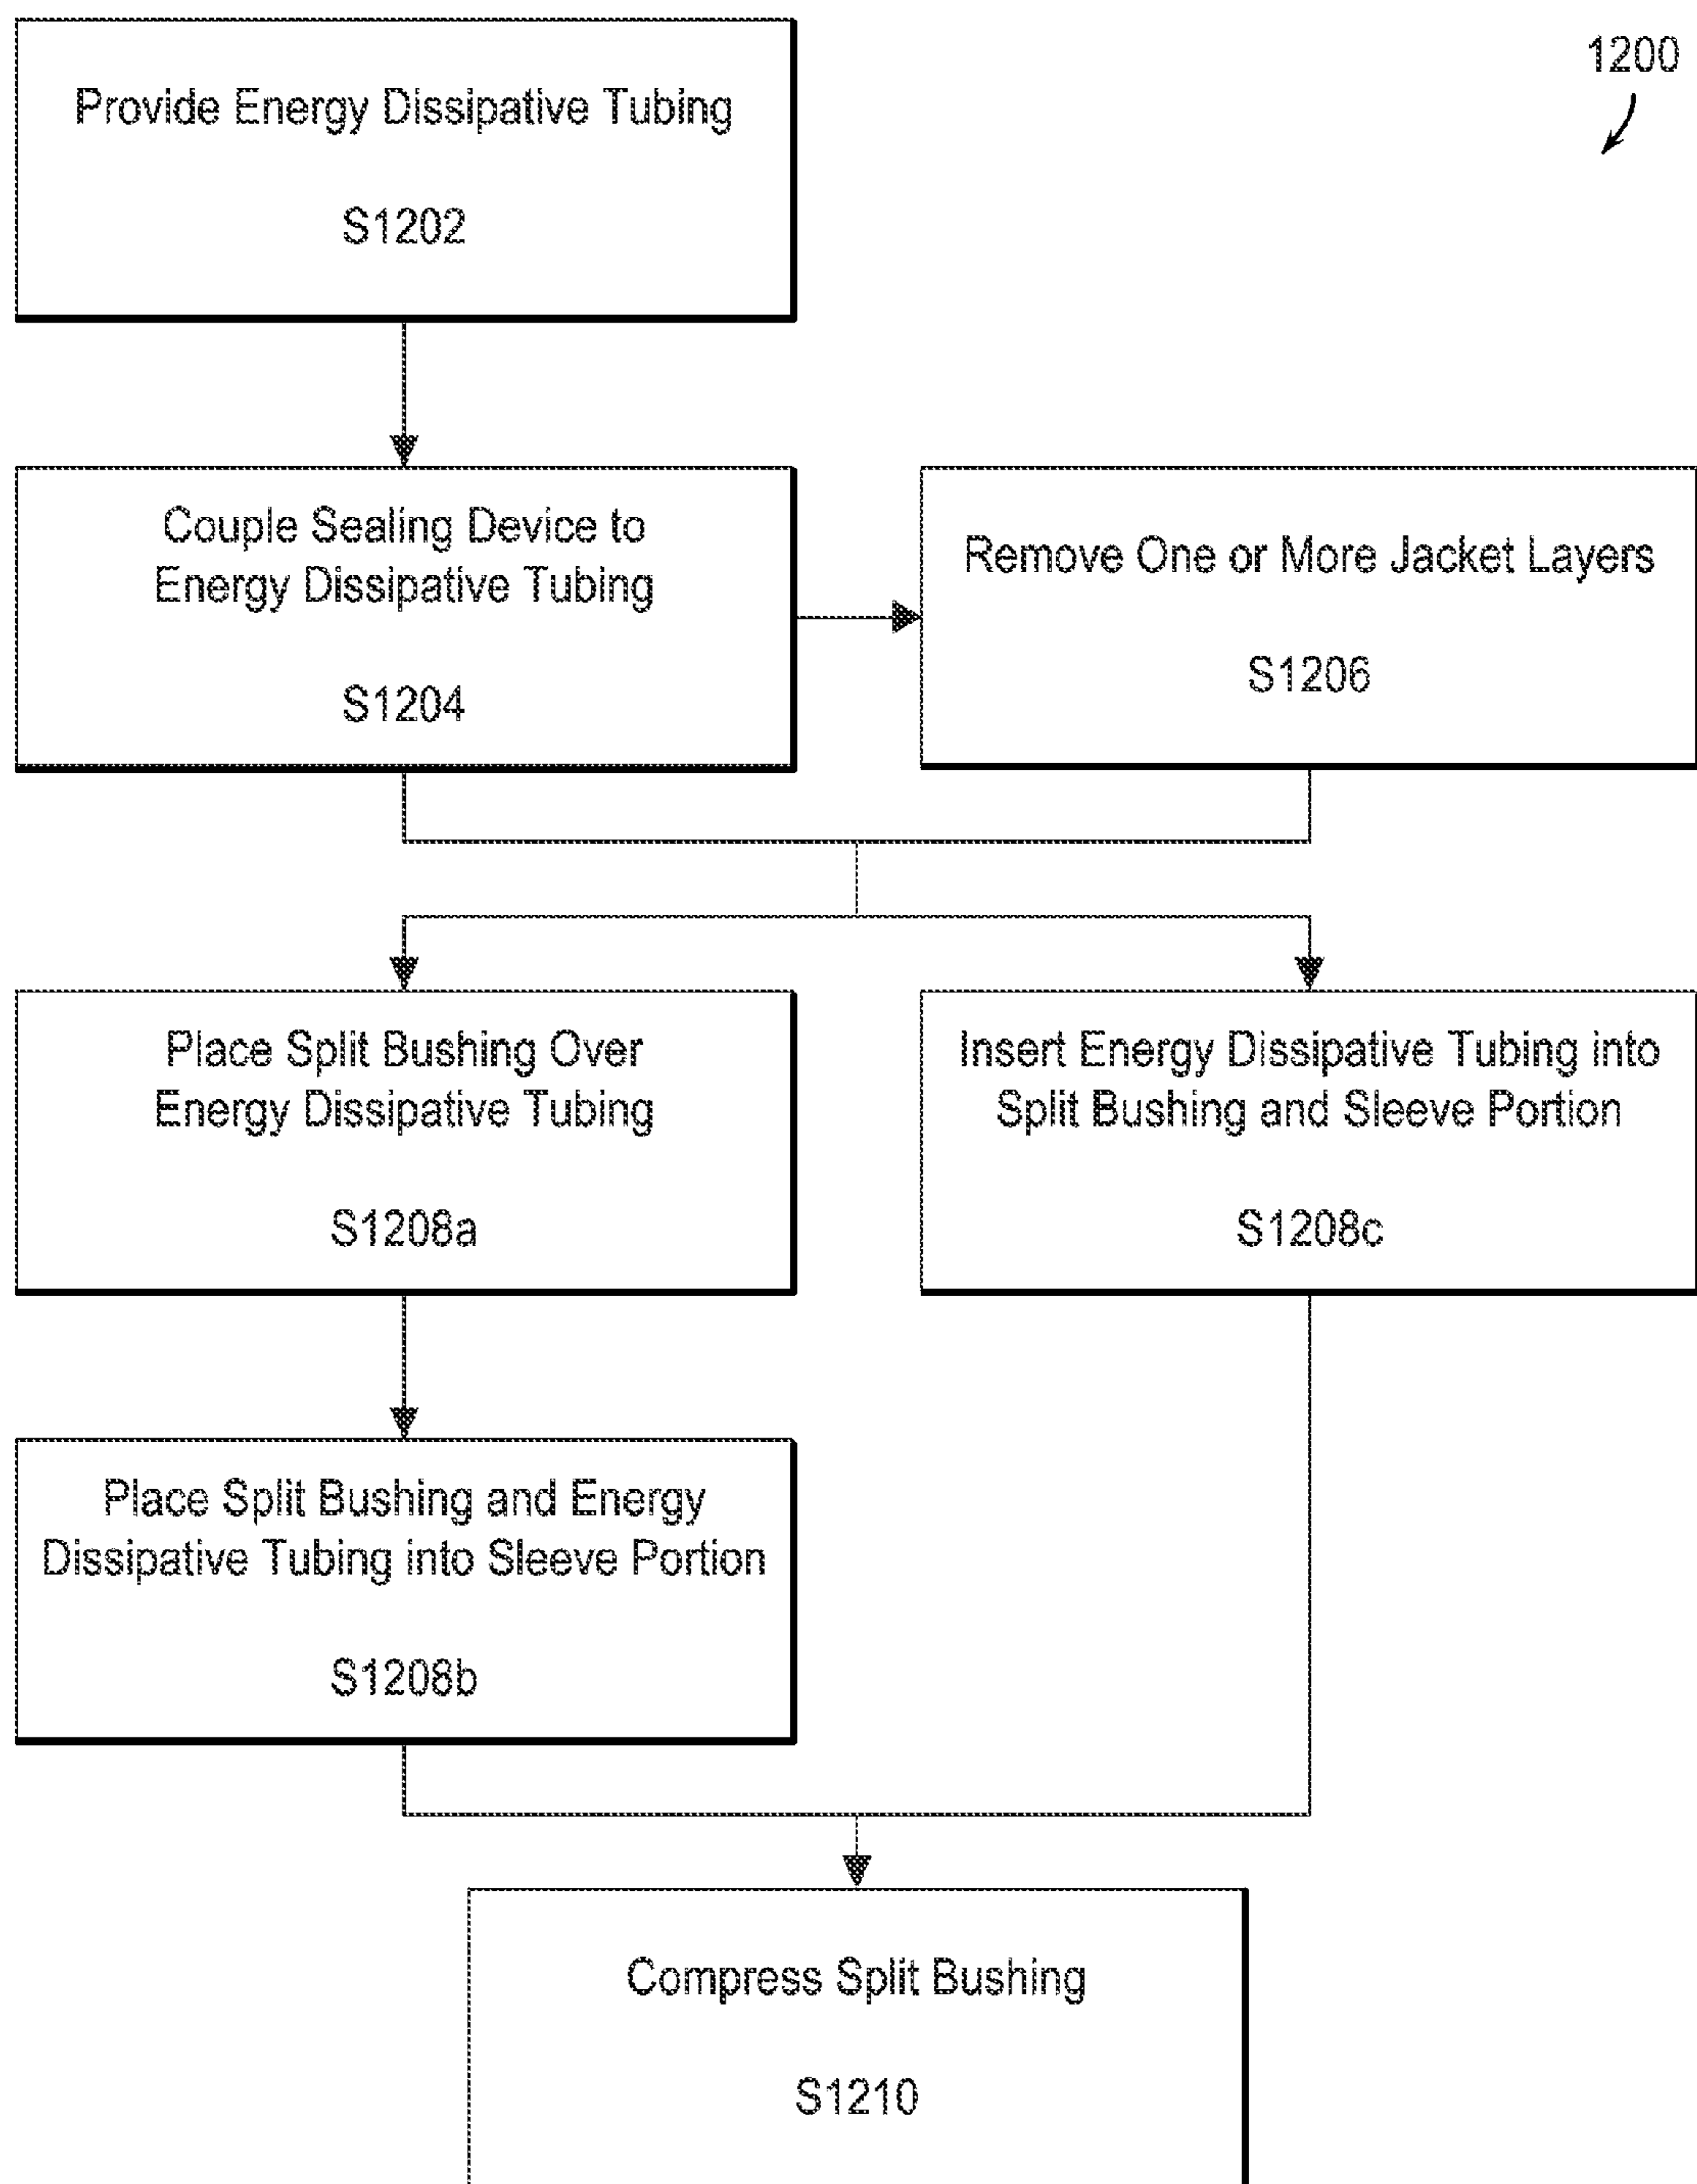 1200
Provide Energy Dissipative Tubing
S1202
Couple Sealing Device to
Energy Dissipative Tubing
S1204
Remove One or More Jacket Layers
S1206
Place Split Bushing Over
Energy Dissipative Tubing
S1208a
Insert Energy Dissipative Tubing into
Split Bushing and Sleeve Portion
S1208c
Place Split Bushing and Energy
Dissipative Tubing into Sleeve Portion
S1208b
Compress Split Bushing
S1210